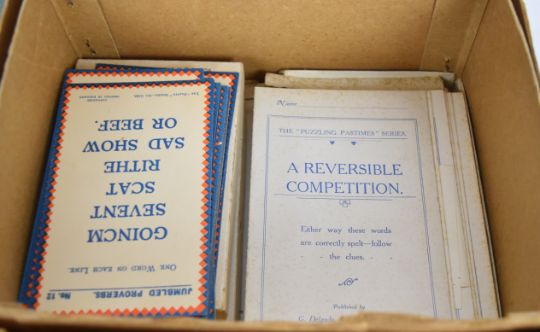 JUMBLED PROVERBS. No. 12
ONE WORD ON EACH LINE.
GOINCM
SEVENT
SCAT
RITHE
SAD SHOW
OR BEEF.
Name
THE "PUZZLING PASTIMES" SERIES
A REVERSIBLE
COMPETITION.
Either way these words
are correctly spelt—follow
- - the clues. - -
Published by